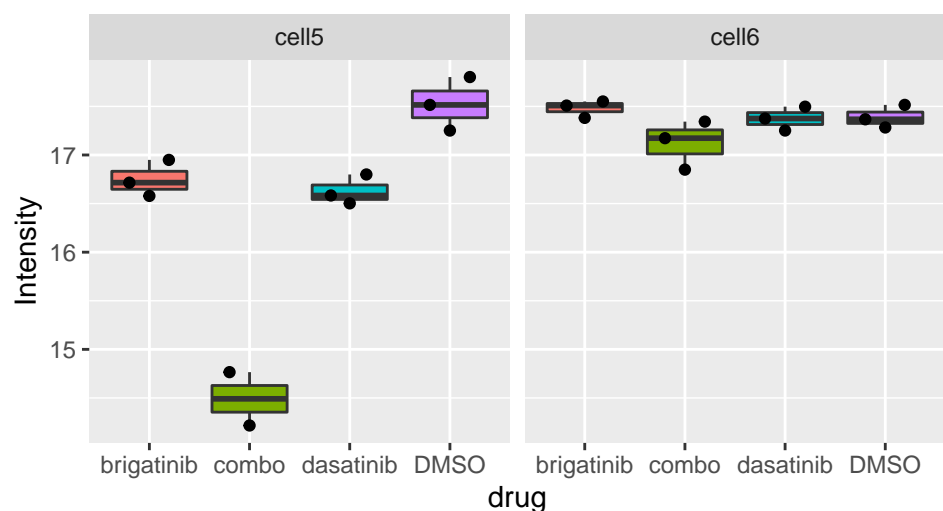 cell5 cell6
Intensity
17
16
15
brigatinib combo dasatinib DMSO brigatinib combo dasatinib DMSO
drug